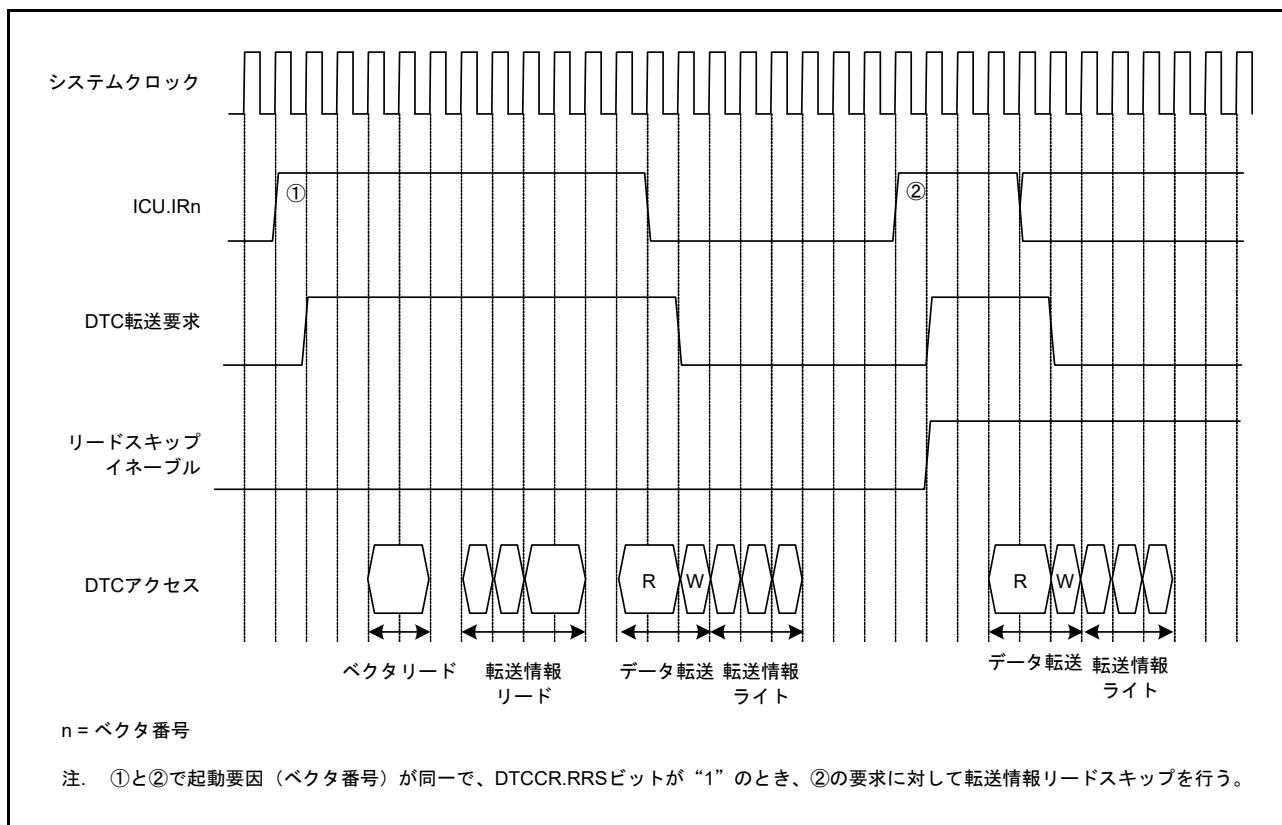 システムクロック
①
②
ICU.IRn
DTC転送要求
リードスキップ
イネーブル
DTCアクセス
R
W
R
W
ベクタリード
転送情報
リード
データ転送
転送情報
ライト
データ転送
転送情報
ライト
n = ベクタ番号
注. ①と②で起動要因（ベクタ番号）が同一で、DTCCR.RRSビットが“1”のとき、②の要求に対して転送情報リードスキップを行う。